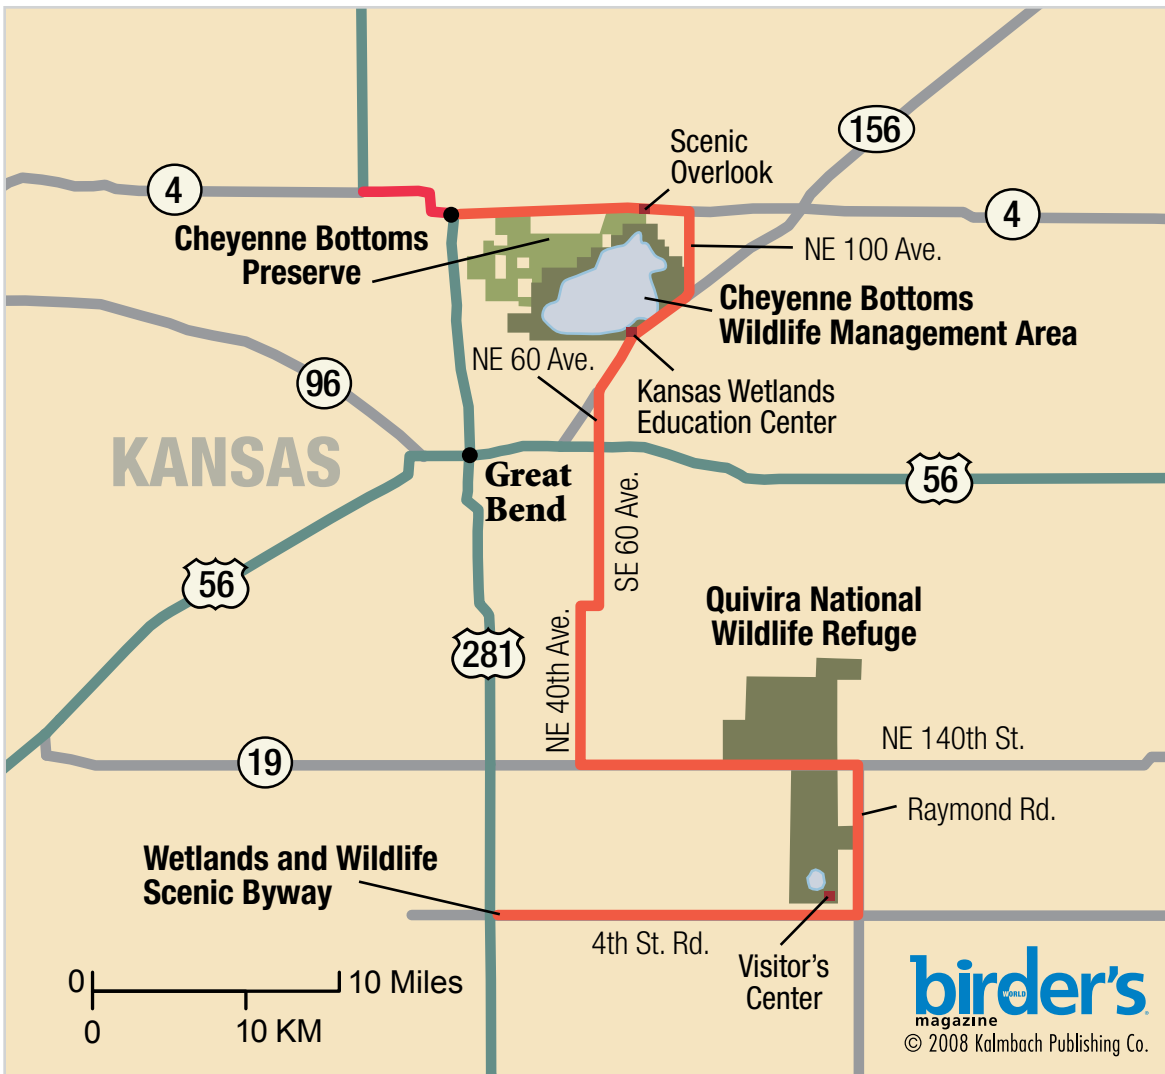 156
Scenic
Overlook
4
4
Cheyenne Bottoms
Preserve
NE 100 Ave.
Cheyenne Bottoms
Wildlife Management Area
NE 60 Ave.
96
Kansas Wetlands
Education Center
KANSAS
Great
Bend
56
SE 60 Ave.
56
Quivira National
Wildlife Refuge
281
NE 40th Ave.
NE 140th St.
19
Raymond Rd.
Wetlands and Wildlife
Scenic Byway
4th St. Rd.
Visitor's
Center
0
10 Miles
0
10 KM
birder's
WORLD
magazine
© 2008 Kalmbach Publishing Co.